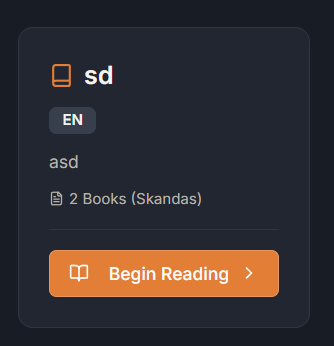 sd
EN
asd
2 Books (Skandas)
Begin Reading